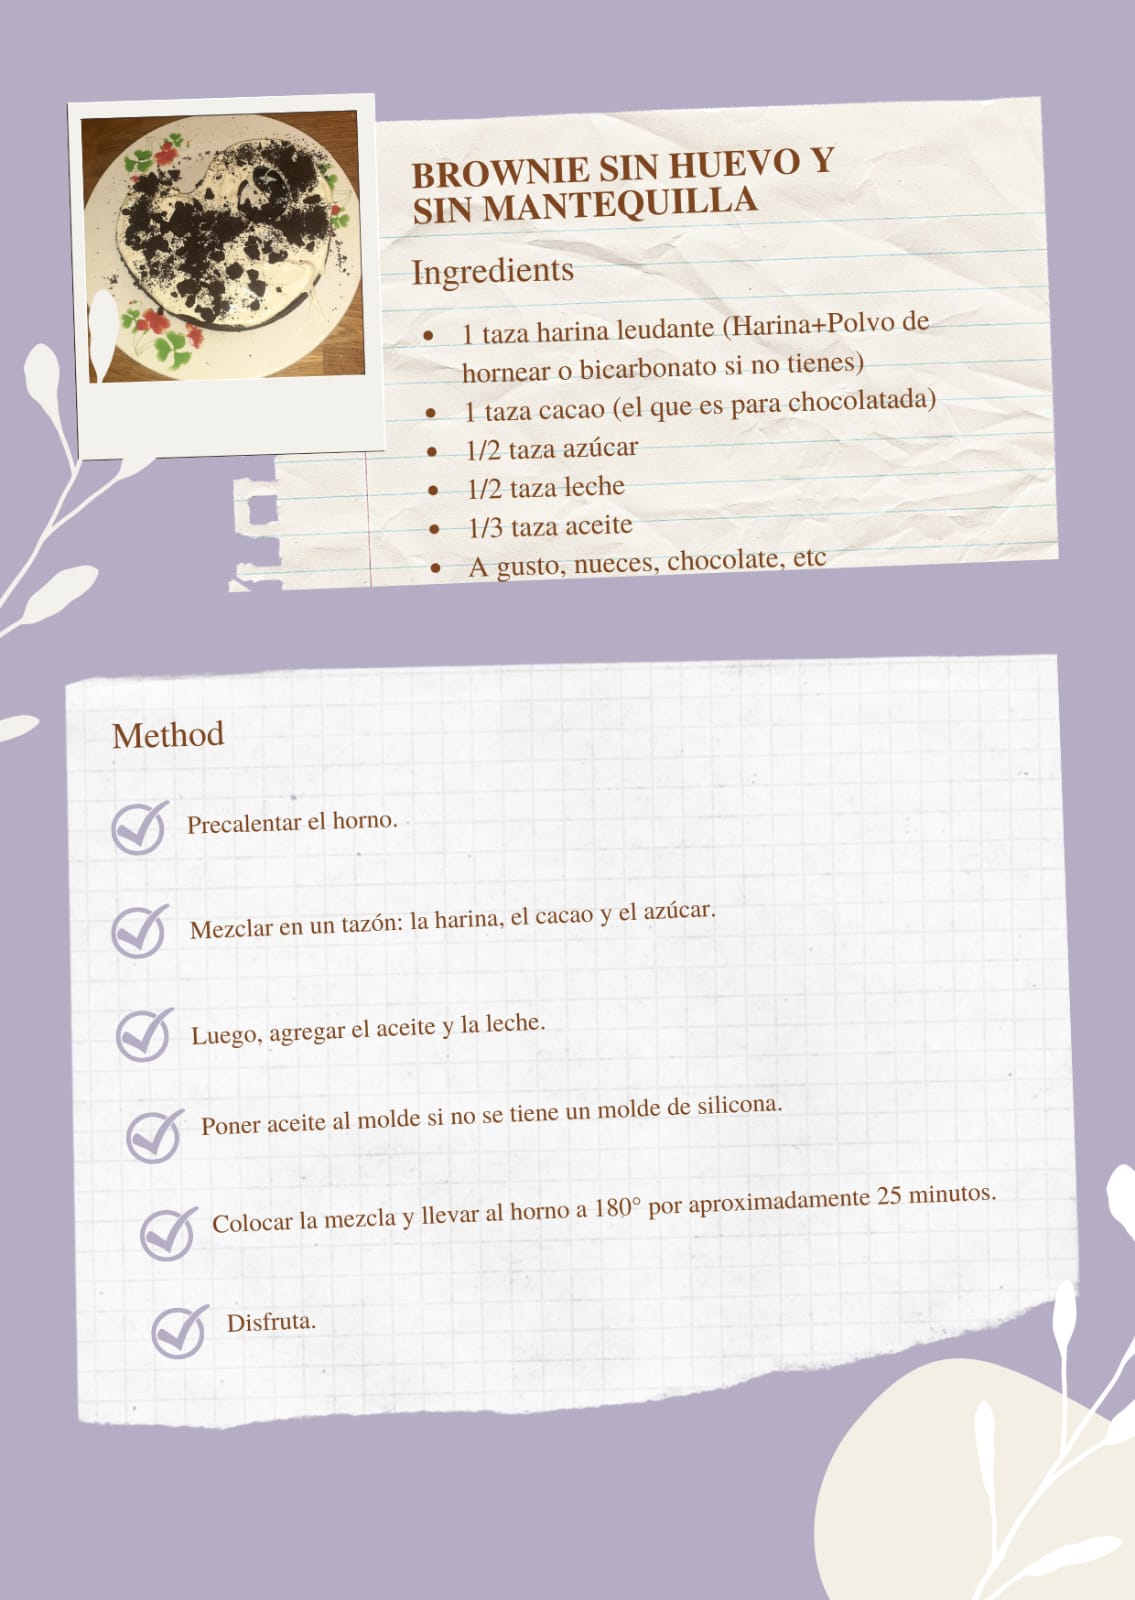 BROWNIE SIN HUEVO Y
SIN MANTEQUILLA
Ingredients
• 1 taza harina leudante (Harina+Polvo de
hornear o bicarbonato si no tienes)
• 1 taza cacao (el que es para chocolatada)
• 1/2 taza azúcar
• 1/2 taza leche
• 1/3 taza aceite
• A gusto, nueces, chocolate, etc
Method
Precalentar el horno.
Mezclar en un tazón: la harina, el cacao y el azúcar.
Luego, agregar el aceite y la leche.
Poner aceite al molde si no se tiene un molde de silicona.
Colocar la mezcla y llevar al horno a 180° por aproximadamente 25 minutos.
Disfruta.